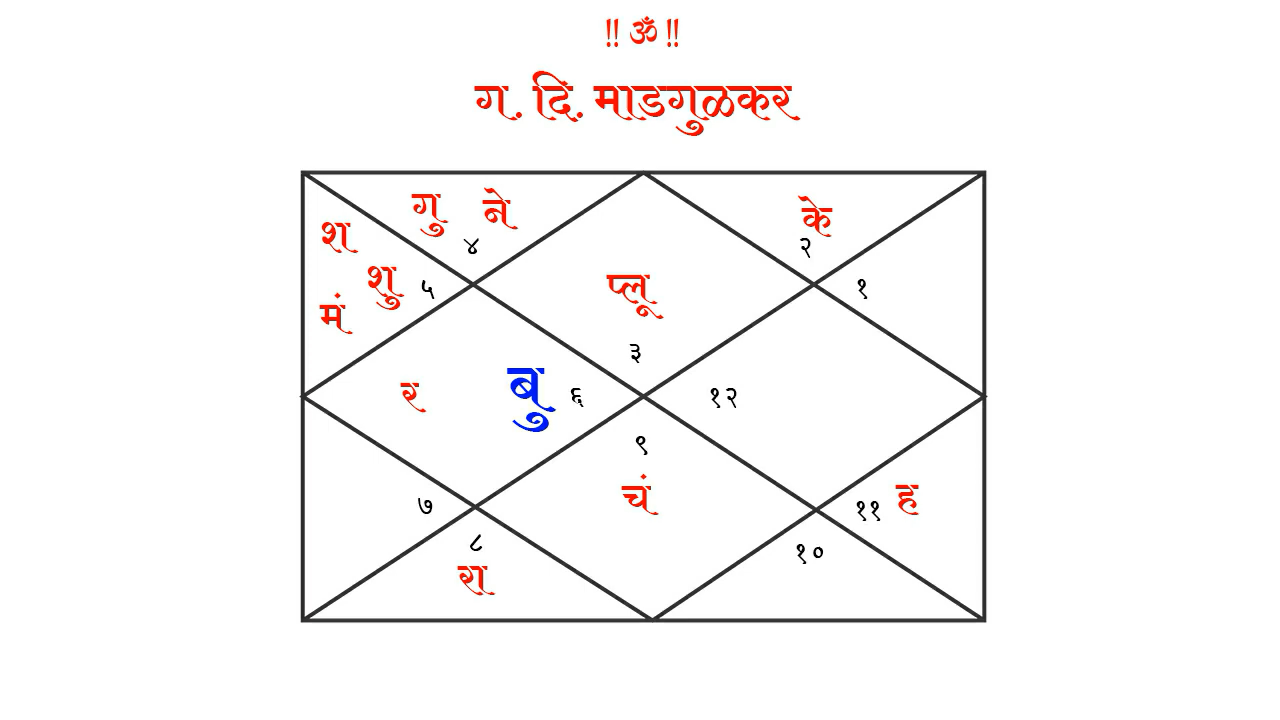 !! ॐ !!
ग. दि. माडगुळकर
गु ने के
श ४ २
शु ५ प्लू १
मं
३
र बु ६ १२
९
७ चं ११ हे
८ १०
रा